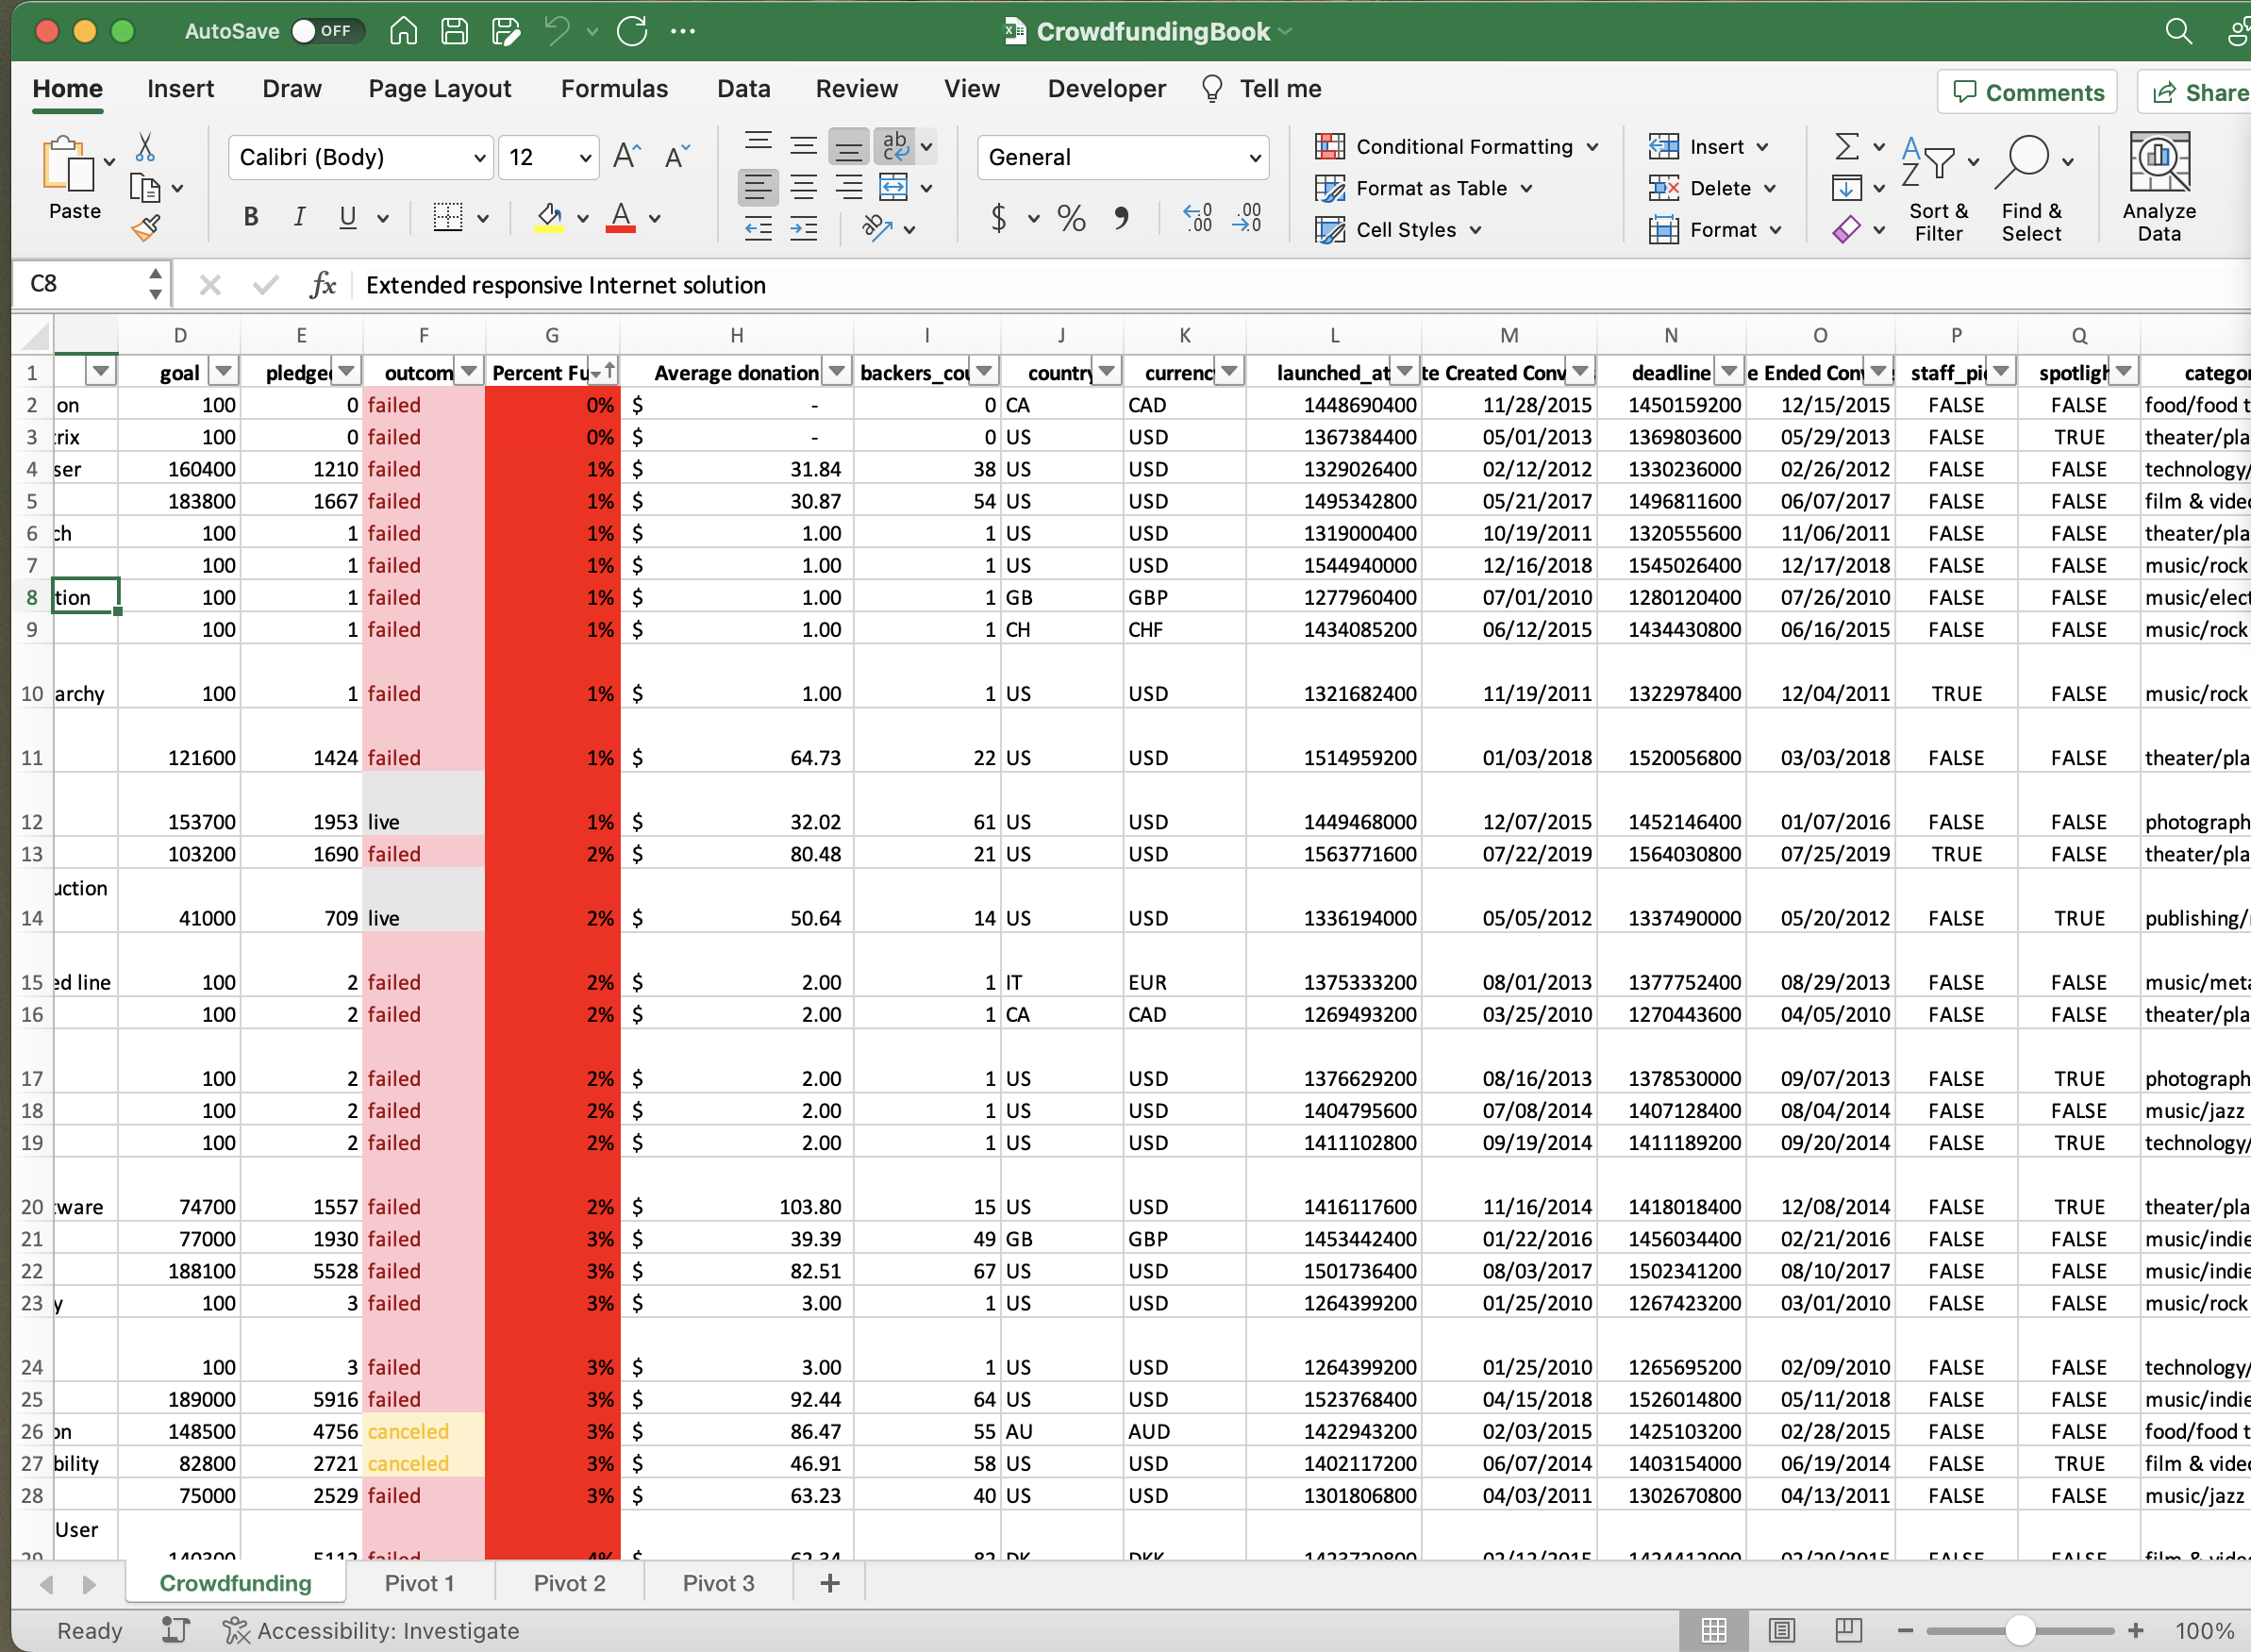 AutoSave OFF CrowdfundingBook
Home Insert Draw Page Layout Formulas Data Review View Developer Tell me Comments Share
Calibri (Body) 12 General Conditional Formatting Insert
Paste Format as Table Delete Sort & Filter Find & Select Analyze Data
B I U $ % Cell Styles Format
C8 fx Extended responsive Internet solution
D E F G H I J K L M N O P Q
1 goal pledged outcom Percent Fu Average donation backers_cou country currenc launched_at te Created Conv deadline e Ended Conv staff_pic spotligh categor
2 on 100 0 failed 0% $ - 0 CA CAD 1448690400 11/28/2015 1450159200 12/15/2015 FALSE FALSE food/food t
3 rix 100 0 failed 0% $ - 0 US USD 1367384400 05/01/2013 1369803600 05/29/2013 FALSE TRUE theater/pla
4 ser 160400 1210 failed 1% $ 31.84 38 US USD 1329026400 02/12/2012 1330236000 02/26/2012 FALSE FALSE technology/
5 183800 1667 failed 1% $ 30.87 54 US USD 1495342800 05/21/2017 1496811600 06/07/2017 FALSE FALSE film & video
6 ch 100 1 failed 1% $ 1.00 1 US USD 1319000400 10/19/2011 1320555600 11/06/2011 FALSE FALSE theater/pla
7 100 1 failed 1% $ 1.00 1 US USD 1544940000 12/16/2018 1545026400 12/17/2018 FALSE FALSE music/rock
8 tion 100 1 failed 1% $ 1.00 1 GB GBP 1277960400 07/01/2010 1280120400 07/26/2010 FALSE FALSE music/elect
9 100 1 failed 1% $ 1.00 1 CH CHF 1434085200 06/12/2015 1434430800 06/16/2015 FALSE FALSE music/rock
10 archy 100 1 failed 1% $ 1.00 1 US USD 1321682400 11/19/2011 1322978400 12/04/2011 TRUE FALSE music/rock
11 121600 1424 failed 1% $ 64.73 22 US USD 1514959200 01/03/2018 1520056800 03/03/2018 FALSE FALSE theater/pla
12 153700 1953 live 1% $ 32.02 61 US USD 1449468000 12/07/2015 1452146400 01/07/2016 FALSE FALSE photograph
13 103200 1690 failed 2% $ 80.48 21 US USD 1563771600 07/22/2019 1564030800 07/25/2019 TRUE FALSE theater/pla
uction
14 41000 709 live 2% $ 50.64 14 US USD 1336194000 05/05/2012 1337490000 05/20/2012 FALSE TRUE publishing/
15 ed line 100 2 failed 2% $ 2.00 1 IT EUR 1375333200 08/01/2013 1377752400 08/29/2013 FALSE FALSE music/meta
16 100 2 failed 2% $ 2.00 1 CA CAD 1269493200 03/25/2010 1270443600 04/05/2010 FALSE FALSE theater/pla
17 100 2 failed 2% $ 2.00 1 US USD 1376629200 08/16/2013 1378530000 09/07/2013 FALSE TRUE photograph
18 100 2 failed 2% $ 2.00 1 US USD 1404795600 07/08/2014 1407128400 08/04/2014 FALSE FALSE music/jazz
19 100 2 failed 2% $ 2.00 1 US USD 1411102800 09/19/2014 1411189200 09/20/2014 FALSE TRUE technology/
20 ware 74700 1557 failed 2% $ 103.80 15 US USD 1416117600 11/16/2014 1418018400 12/08/2014 FALSE TRUE theater/pla
21 77000 1930 failed 3% $ 39.39 49 GB GBP 1453442400 01/22/2016 1456034400 02/21/2016 FALSE FALSE music/indie
22 188100 5528 failed 3% $ 82.51 67 US USD 1501736400 08/03/2017 1502341200 08/10/2017 FALSE FALSE music/indie
23 y 100 3 failed 3% $ 3.00 1 US USD 1264399200 01/25/2010 1267423200 03/01/2010 FALSE FALSE music/rock
24 100 3 failed 3% $ 3.00 1 US USD 1264399200 01/25/2010 1265695200 02/09/2010 FALSE FALSE technology/
25 189000 5916 failed 3% $ 92.44 64 US USD 1523768400 04/15/2018 1526014800 05/11/2018 FALSE FALSE music/indie
26 on 148500 4756 canceled 3% $ 86.47 55 AU AUD 1422943200 02/03/2015 1425103200 02/28/2015 FALSE FALSE food/food t
27 bility 82800 2721 canceled 3% $ 46.91 58 US USD 1402117200 06/07/2014 1403154000 06/19/2014 FALSE TRUE film & video
28 75000 2529 failed 3% $ 63.23 40 US USD 1301806800 04/03/2011 1302670800 04/13/2011 FALSE FALSE music/jazz
User
29 140300 5112 failed 4% $ 62.34 82 DK DKK 1423720800 02/12/2015 1424412000 02/20/2015 FALSE FALSE film & video
Crowdfunding Pivot 1 Pivot 2 Pivot 3 +
Ready Accessibility: Investigate 100%